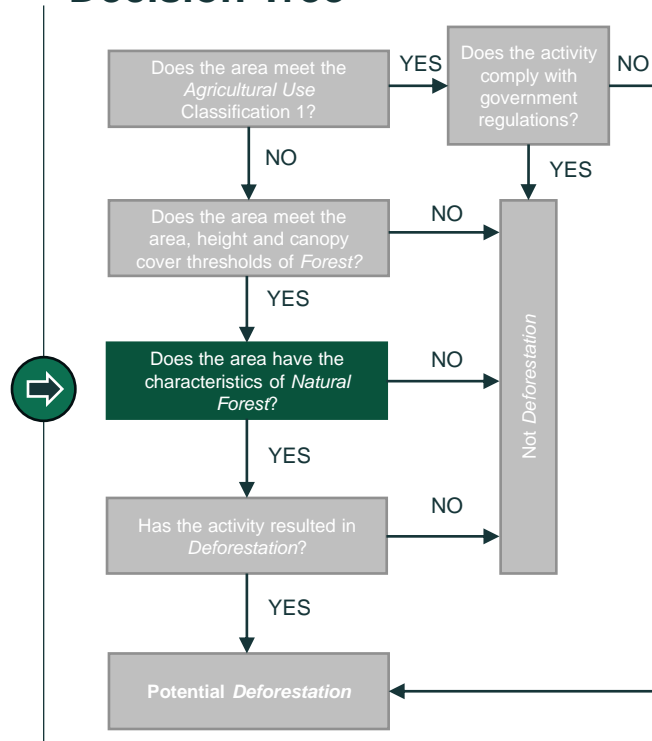 Decision Tree
Does the area meet the
Agricultural Use
Classification 1?
YES
Does the activity
comply with
government
regulations?
NO
NO
YES
Does the area meet the
area, height and canopy
cover thresholds of Forest?
NO
YES
Does the area have the
characteristics of Natural
Forest?
NO
Not Deforestation
YES
Has the activity resulted in
Deforestation?
NO
YES
Potential Deforestation